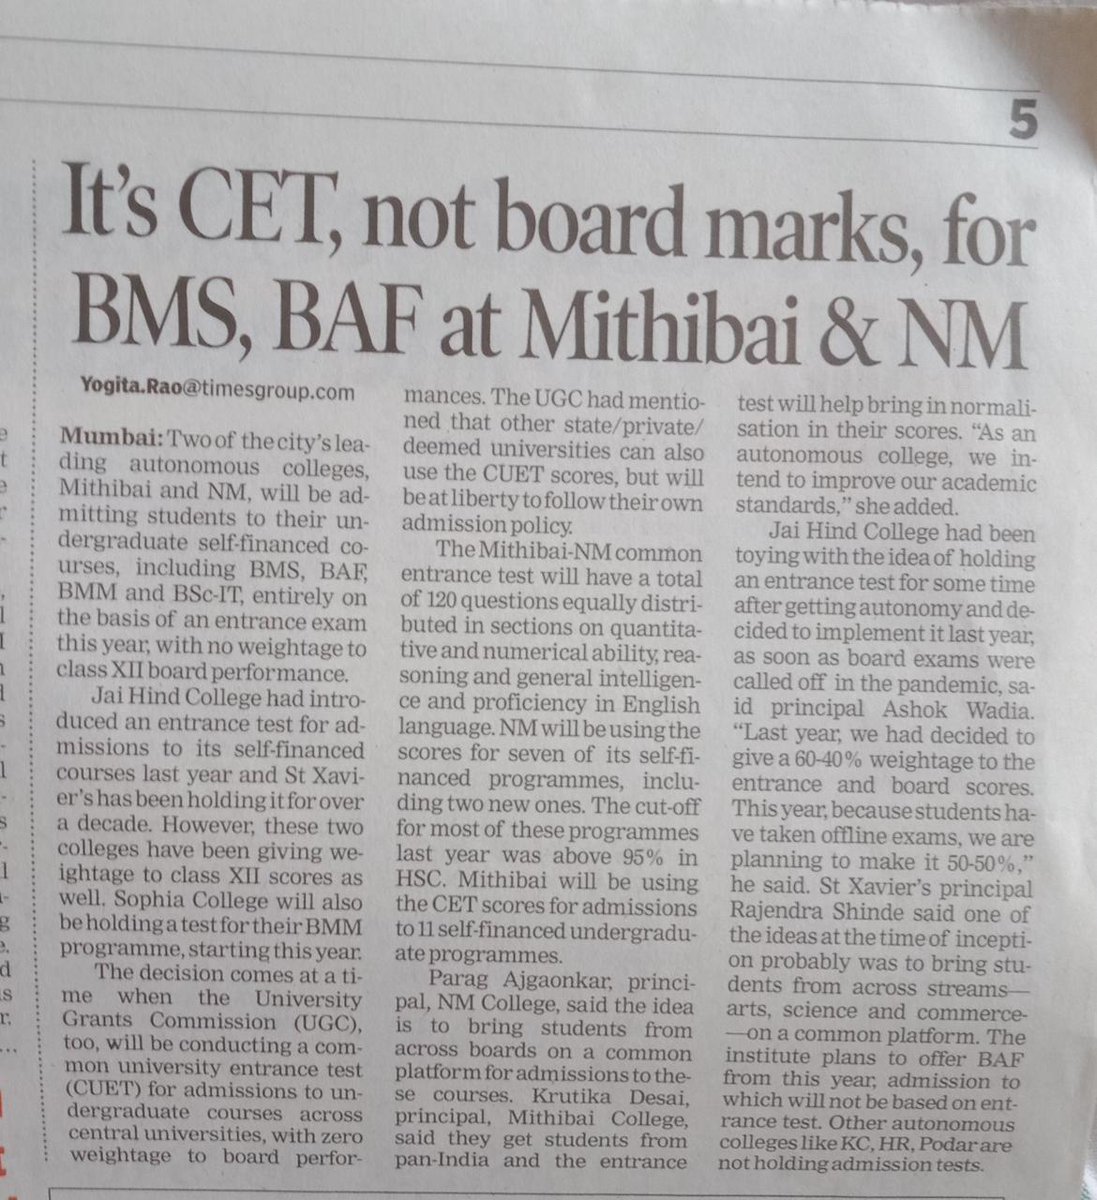 5
It's CET, not board marks, for
BMS, BAF at Mithibai & NM
Yogita.Rao@timesgroup.com
Mumbai: Two of the city's lea-
ding autonomous colleges,
Mithibai and NM, will be ad-
mitting students to their un-
dergraduate self-financed co-
urses, including BMS, BAF,
BMM and BSc-IT, entirely on
the basis of an entrance exam
this year, with no weightage to
class XII board performance.
Jai Hind College had intro-
duced an entrance test for ad-
missions to its self-financed
courses last year and St Xavi-
er's has been holding it for over
a decade. However, these two
colleges have been giving we-
ightage to class XII scores as
well. Sophia College will also
be holding a test for their BMM
programme, starting this year.
The decision comes at a ti-
me when the University
Grants Commission (UGC),
too, will be conducting a com-
mon university entrance test
(CUET) for admissions to un-
dergraduate courses across
central universities, with zero
weightage to board perfor-
mances. The UGC had mentio-
ned that other state/private/
deemed universities can also
use the CUET scores, but will
be at liberty to follow their own
admission policy.
The Mithibai-NM common
entrance test will have a total
of 120 questions equally distri-
buted in sections on quantita-
tive and numerical ability, rea-
soning and general intelligen-
ce and proficiency in English
language. NM will be using the
scores for seven of its self-fi-
nanced programmes, inclu-
ding two new ones. The cut-off
for most of these programmes
last year was above 95% in
HSC. Mithibai will be using
the CET scores for admissions
to 11 self-financed undergradu-
ate programmes.
Parag Ajgaonkar, princi-
pal, NM College, said the idea
is to bring students from
across boards on a common
platform for admissions to the-
se courses. Krutika Desai,
principal, Mithibai College,
said they get students from
pan-India and the entrance
test will help bring in normali-
sation in their scores. "As an
autonomous college, we in-
tend to improve our academic
standards," she added.
Jai Hind College had been
toying with the idea of holding
an entrance test for some time
after getting autonomy and de-
cided to implement it last year,
as soon as board exams were
called off in the pandemic, sa-
id principal Ashok Wadia.
"Last year, we had decided to
give a 60-40% weightage to the
entrance and board scores.
This year, because students ha-
ve taken offline exams, we are
planning to make it 50-50%,"
he said. St Xavier's principal
Rajendra Shinde said one of
the ideas at the time of incepti-
on probably was to bring stu-
dents from across streams—
arts, science and commerce-
—on a common platform. The
institute plans to offer BAF
from this year, admission to
which will not be based on ent-
rance test. Other autonomous
colleges like KC, HR, Podar are
not holding admission tests.